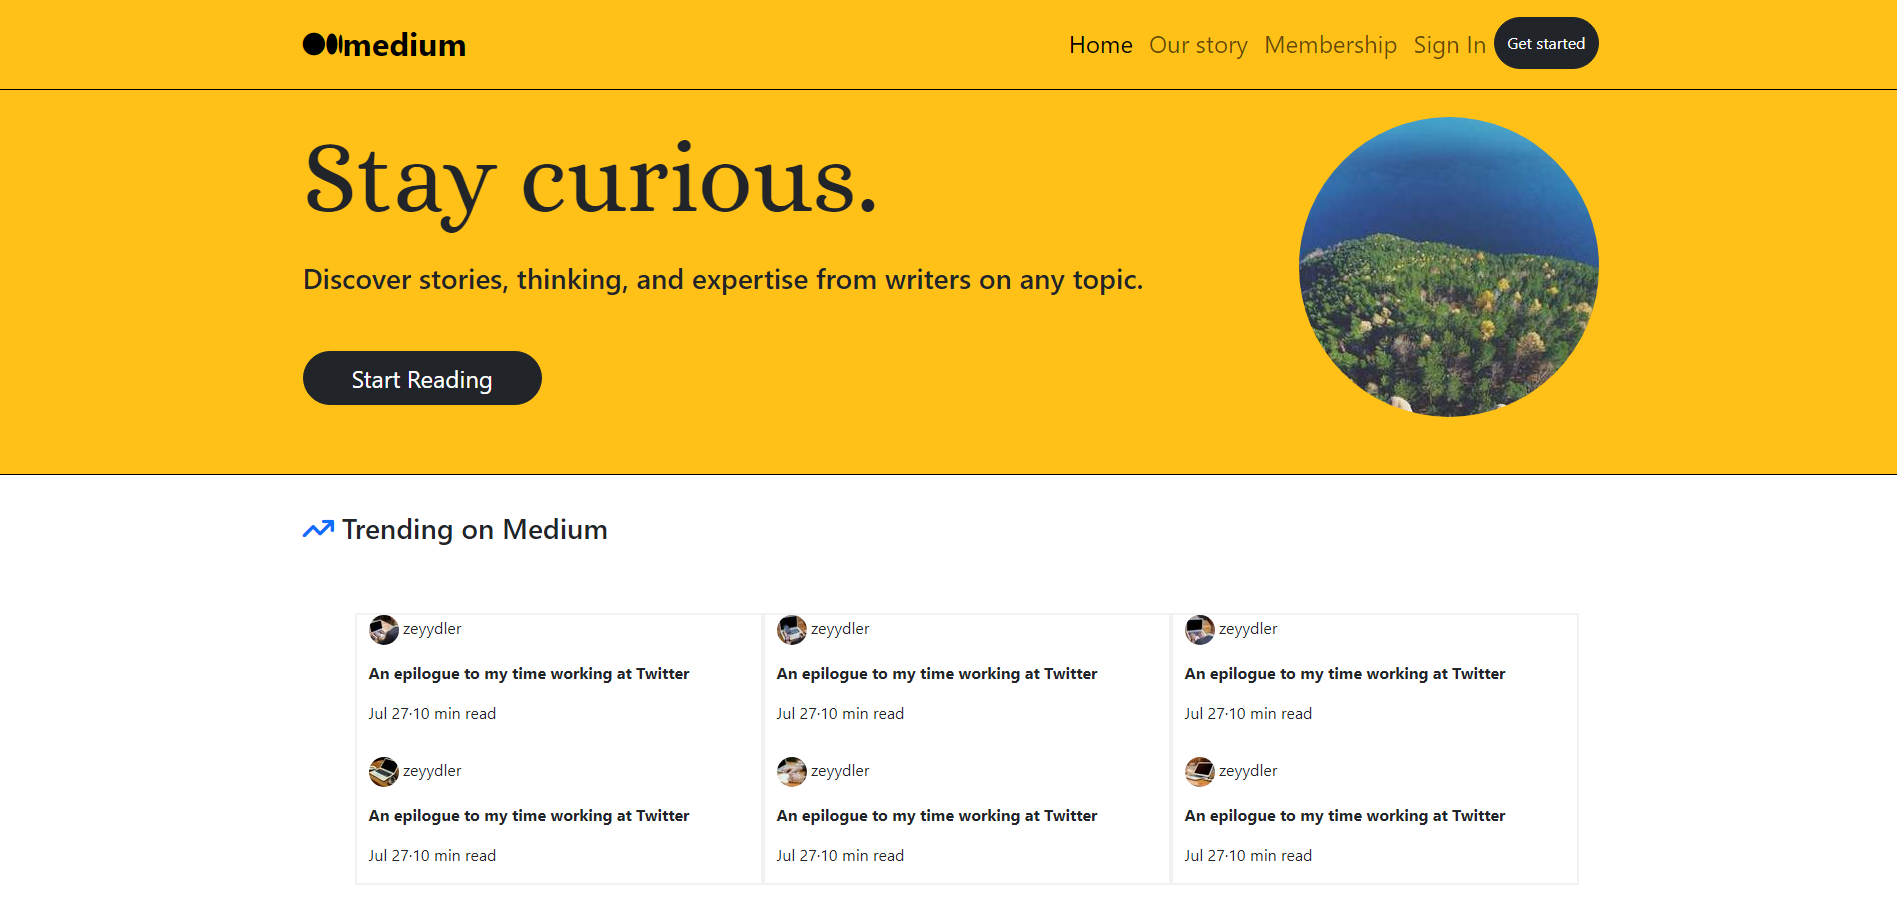 medium
Home Our story Membership Sign In Get started
Stay curious.
Discover stories, thinking, and expertise from writers on any topic.
Start Reading
Trending on Medium
zeyydler
An epilogue to my time working at Twitter
Jul 27·10 min read
zeyydler
An epilogue to my time working at Twitter
Jul 27·10 min read
zeyydler
An epilogue to my time working at Twitter
Jul 27·10 min read
zeyydler
An epilogue to my time working at Twitter
Jul 27·10 min read
zeyydler
An epilogue to my time working at Twitter
Jul 27·10 min read
zeyydler
An epilogue to my time working at Twitter
Jul 27·10 min read